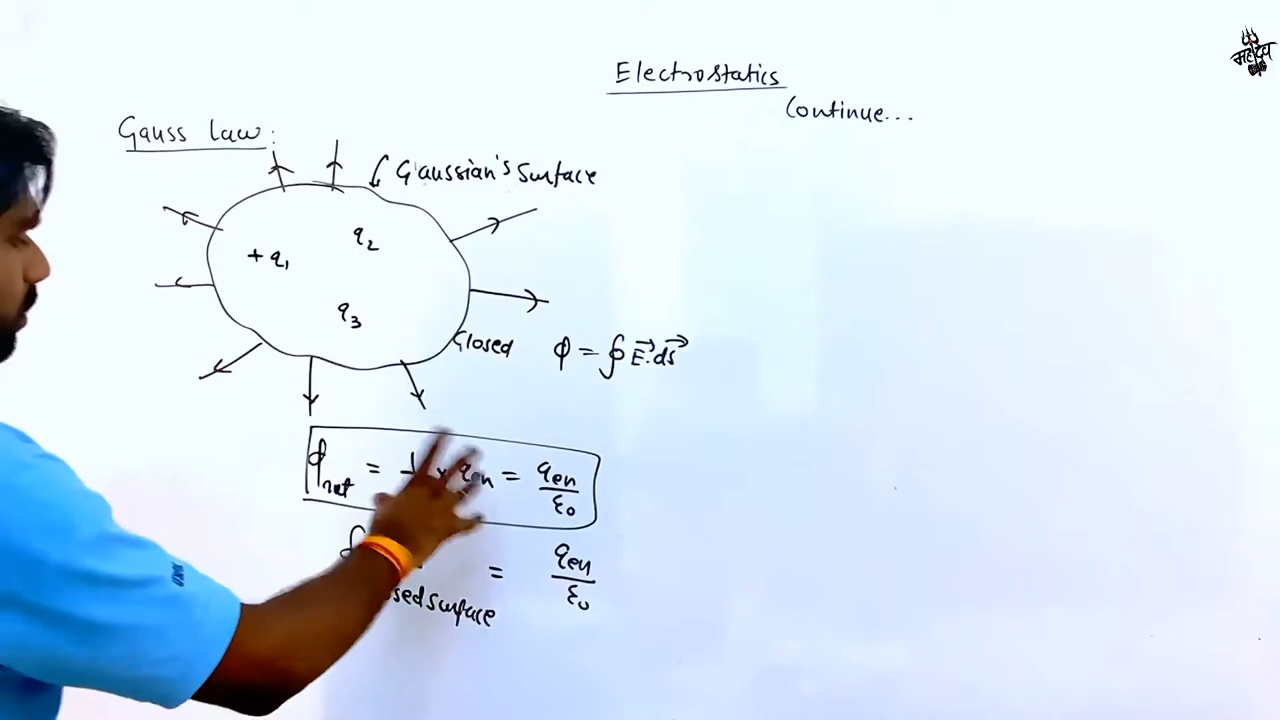 Electrostatics
Continue...
Gauss Law:
Gaussian's Surface
+q₁
q₂
q₃
Closed
ϕ = ∮E⃗.ds⃗
ϕnet = 1 × qen = qen/ε₀
= qen/ε₀
surface
महादेव